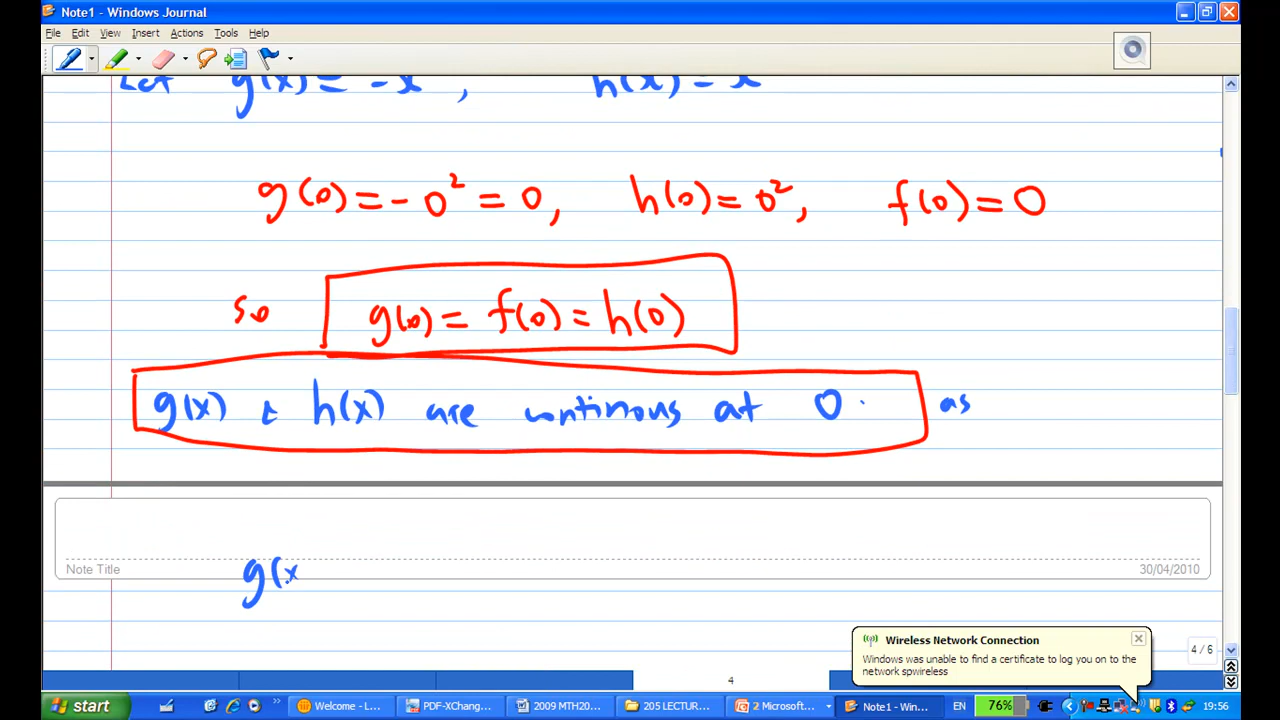 Note1 - Windows Journal
File Edit View Insert Actions Tools Help
Let g(x) = -x , h(x) = x
g(0) = -0² = 0, h(0) = 0², f(0) = 0
so g(0) = f(0) = h(0)
g(x) & h(x) are continous at 0. as
Note Title
30/04/2010
g(x
Wireless Network Connection
Windows was unable to find a certificate to log you on to the
network spwireless
4 / 6
4
start
Welcome - L...
PDF-XChang...
2009 MTH20...
205 LECTUR...
2 Microsoft...
Note1 - Win...
EN
76%
19:56